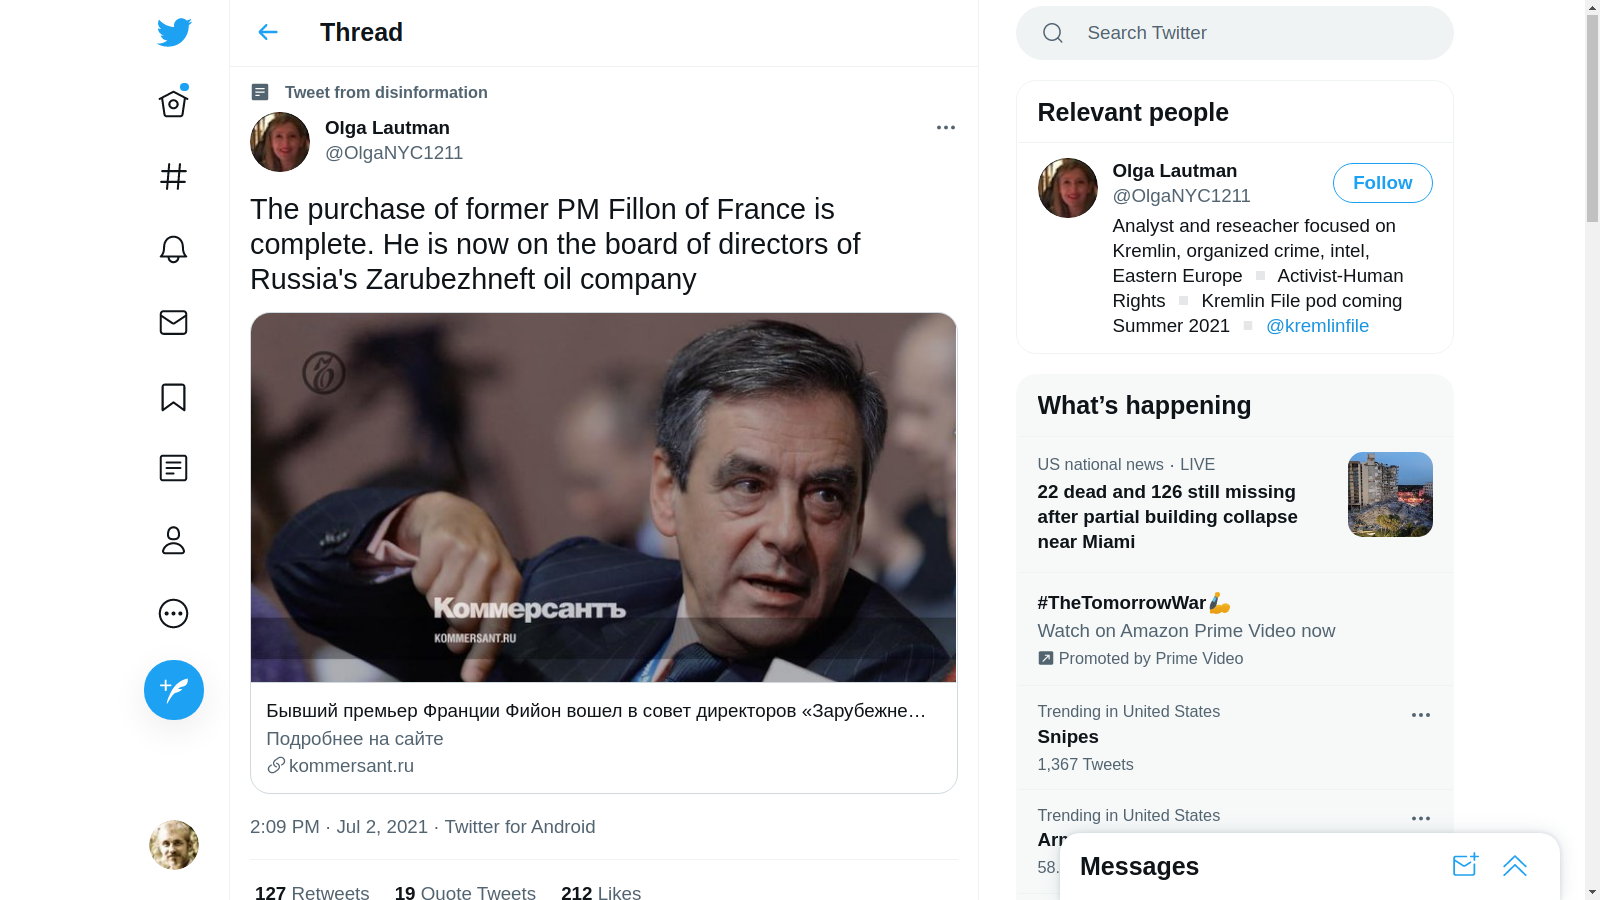 Thread
Tweet from disinformation
Olga Lautman
@OlgaNYC1211
The purchase of former PM Fillon of France is
complete. He is now on the board of directors of
Russia's Zarubezhneft oil company
Коммерсантъ
KOMMERSANT.RU
Бывший премьер Франции Фийон вошел в совет директоров «Зарубежне…
Подробнее на сайте
kommersant.ru
2:09 PM · Jul 2, 2021 · Twitter for Android
127 Retweets 19 Quote Tweets 212 Likes
Search Twitter
Relevant people
Olga Lautman
@OlgaNYC1211
Follow
Analyst and reseacher focused on
Kremlin, organized crime, intel,
Eastern Europe Activist-Human
Rights Kremlin File pod coming
Summer 2021 @kremlinfile
What’s happening
US national news · LIVE
22 dead and 126 still missing
after partial building collapse
near Miami
#TheTomorrowWar
Watch on Amazon Prime Video now
Promoted by Prime Video
Trending in United States
Snipes
1,367 Tweets
Trending in United States
Messages